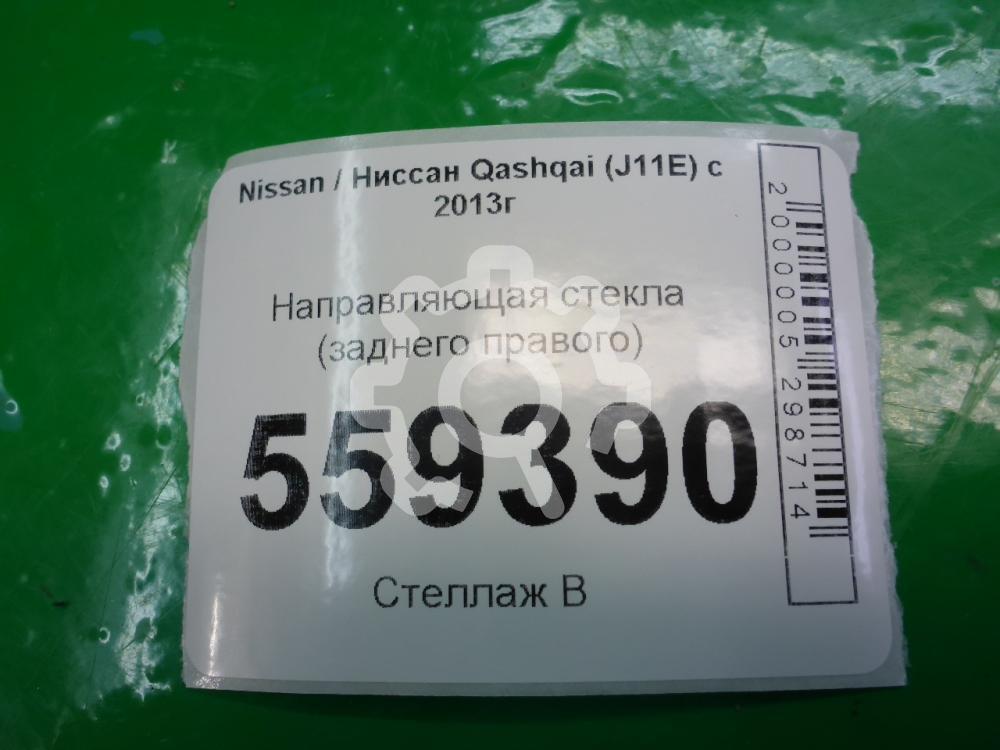 Nissan / Ниссан Qashqai (J11E) с
2013г
Направляющая стекла
(заднего правого)
559390
Стеллаж В
2000005298714